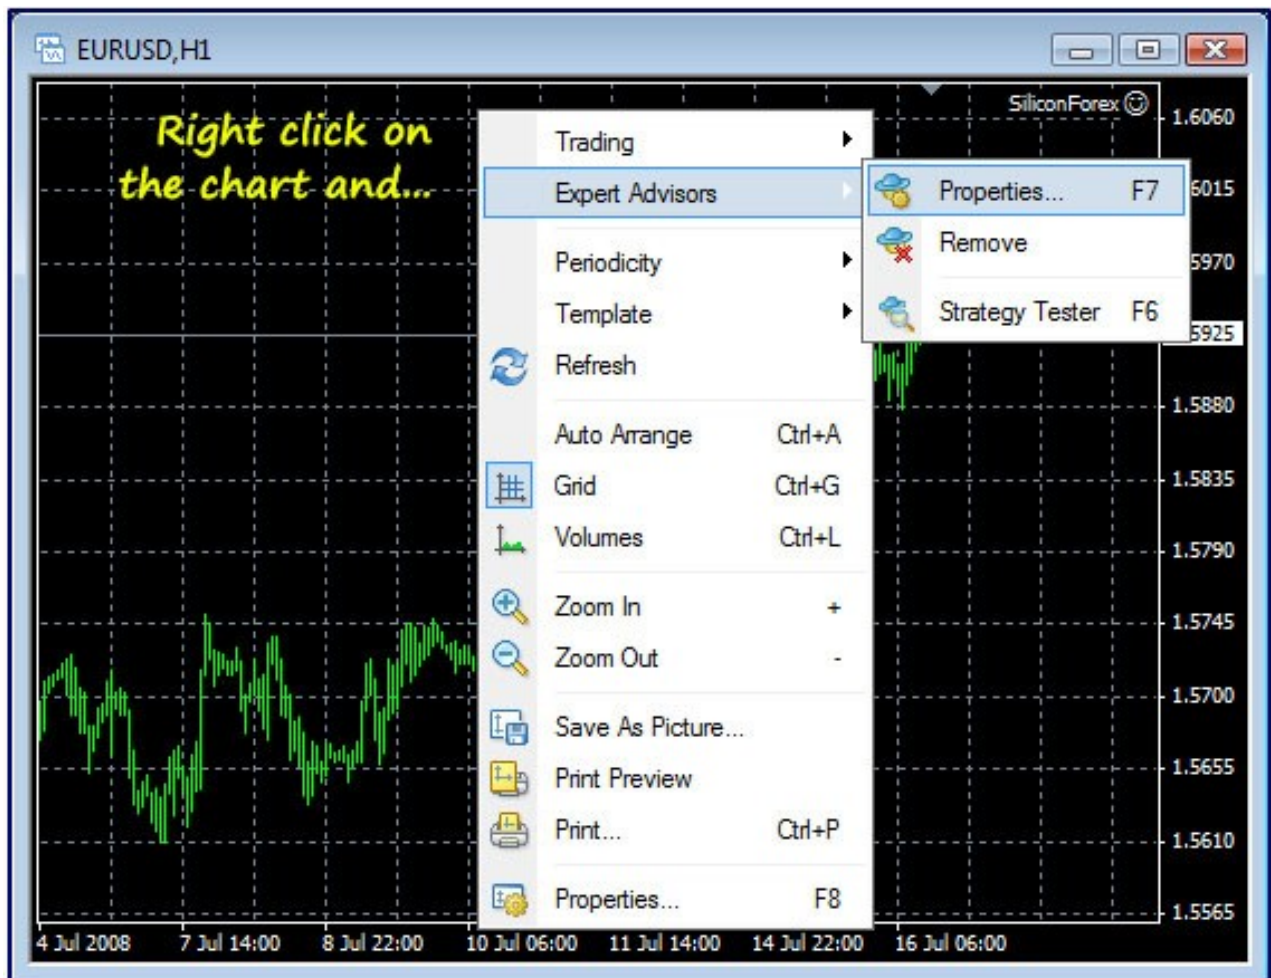 EURUSD,H1
Right click on
the chart and...
SiliconForex
Trading
Expert Advisors
Periodicity
Template
Refresh
Auto Arrange Ctrl+A
Grid Ctrl+G
Volumes Ctrl+L
Zoom In +
Zoom Out -
Save As Picture...
Print Preview
Print... Ctrl+P
Properties... F8
Properties... F7
Remove
Strategy Tester F6
1.6060
6015
5970
5925
1.5880
1.5835
1.5790
1.5745
1.5700
1.5655
1.5610
1.5565
4 Jul 2008 7 Jul 14:00 8 Jul 22:00 10 Jul 06:00 11 Jul 14:00 14 Jul 22:00 16 Jul 06:00